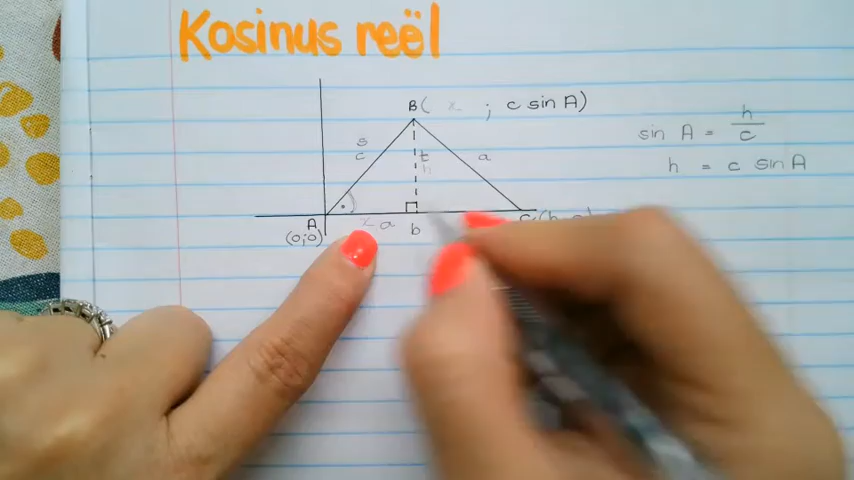 Kosinus reël
B( x ; c sin A)
s
c
t
h
a
sin A = h/c
h = c sin A
A
x a
b
(0;0)